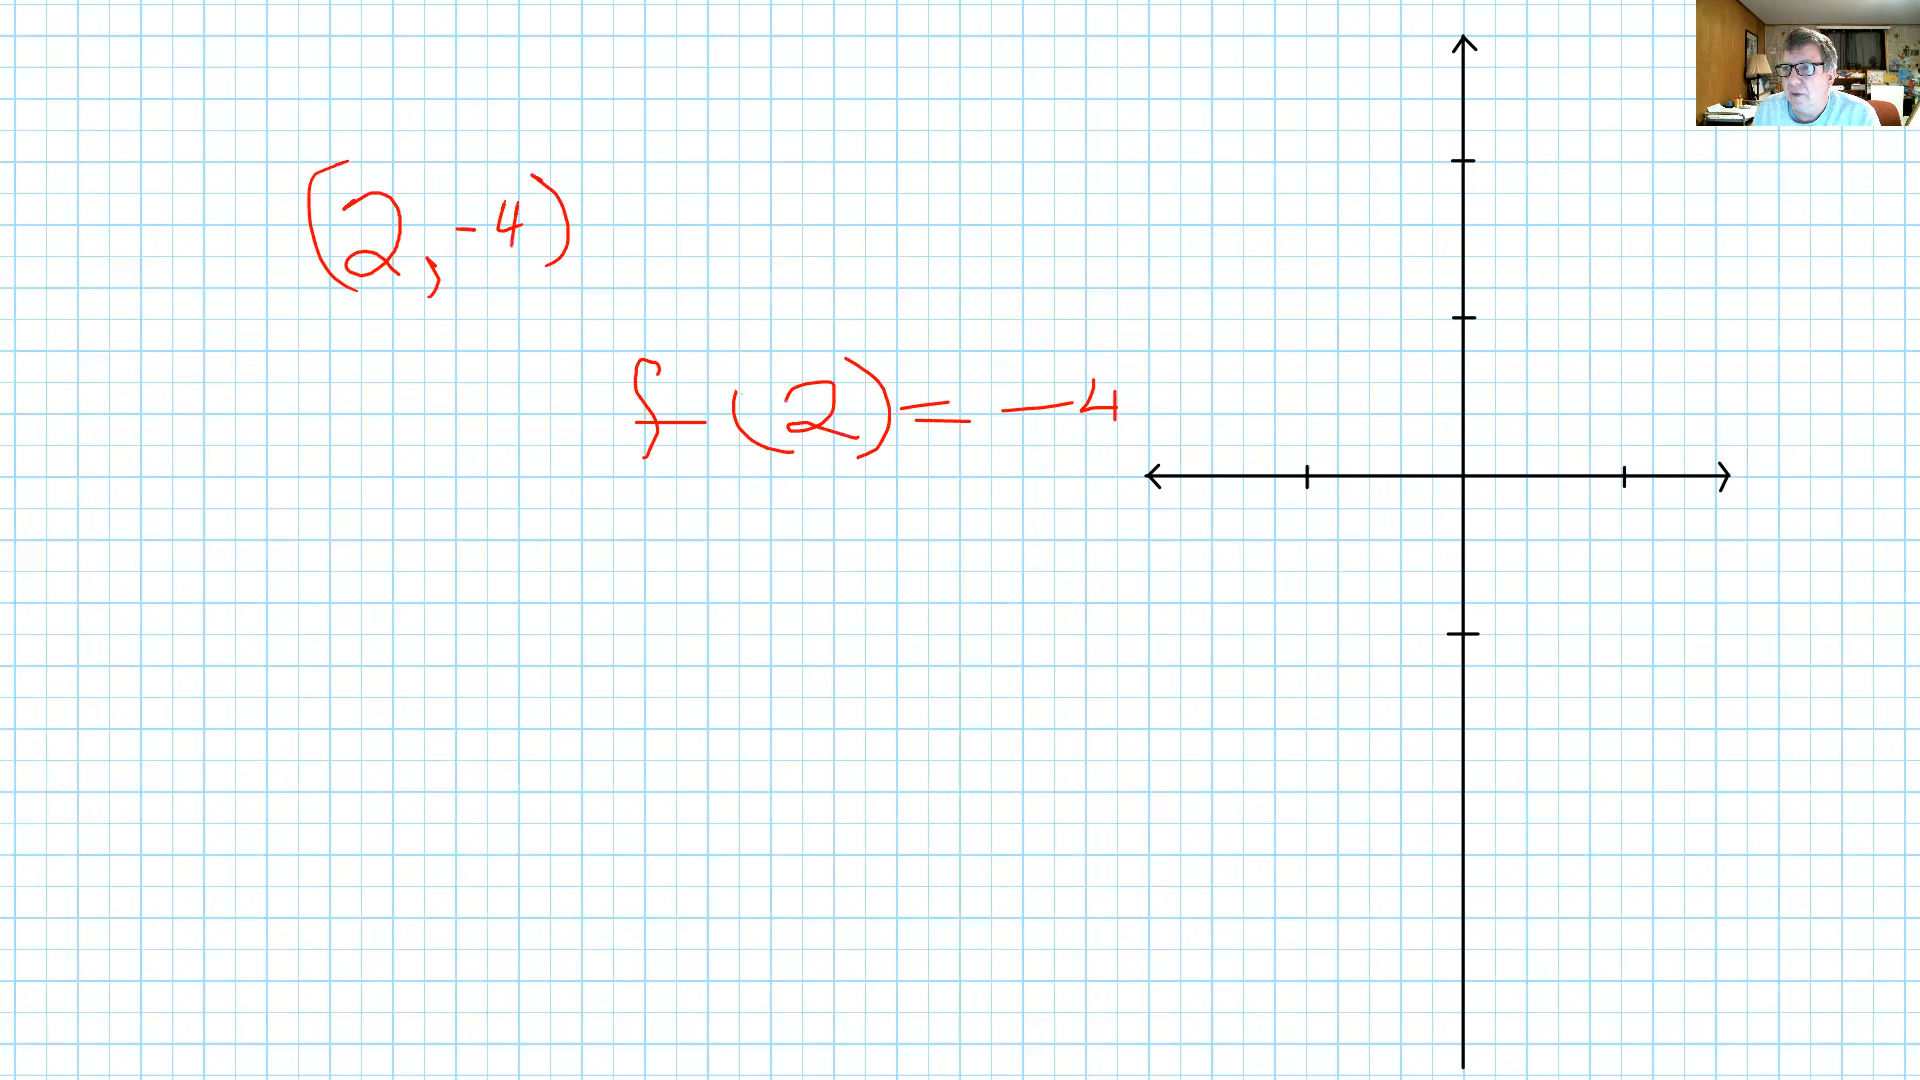 (2, -4)
f(2) = -4